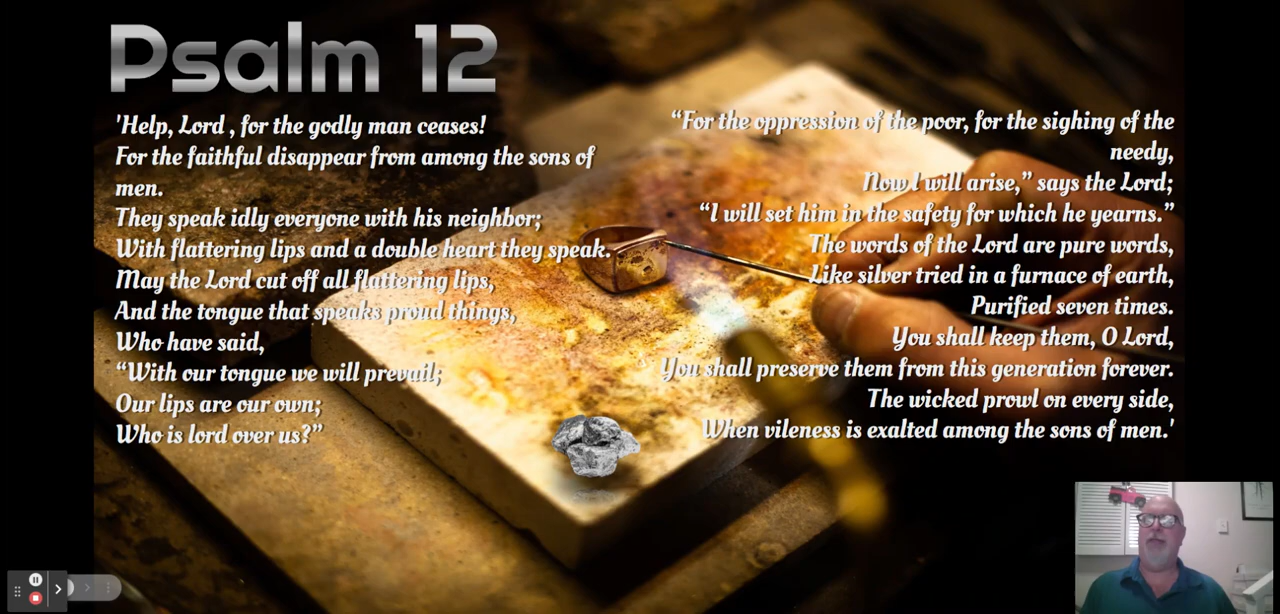 Psalm 12
'Help, Lord , for the godly man ceases!
For the faithful disappear from among the sons of
men.
They speak idly everyone with his neighbor;
With flattering lips and a double heart they speak.
May the Lord cut off all flattering lips,
And the tongue that speaks proud things,
Who have said,
“With our tongue we will prevail;
Our lips are our own;
Who is lord over us?”
“For the oppression of the poor, for the sighing of the
needy,
Now I will arise,” says the Lord;
“I will set him in the safety for which he yearns.”
The words of the Lord are pure words,
Like silver tried in a furnace of earth,
Purified seven times.
You shall keep them, O Lord,
You shall preserve them from this generation forever.
The wicked prowl on every side,
When vileness is exalted among the sons of men.'